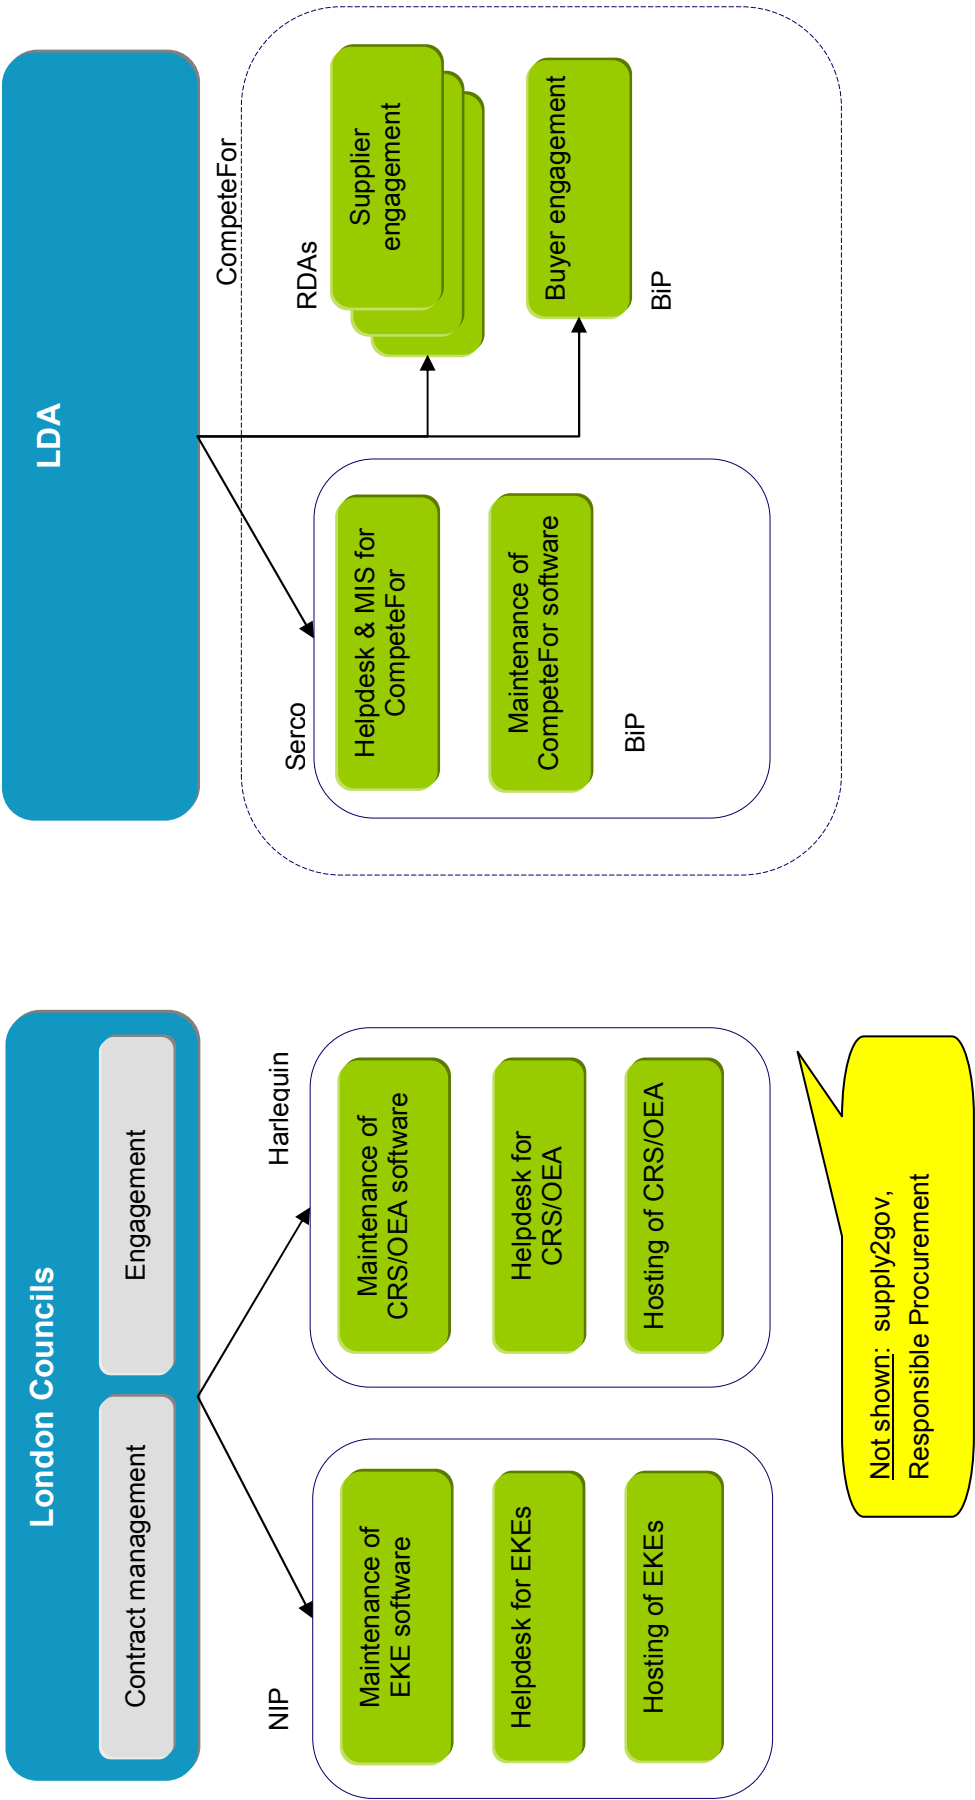 London Councils
Contract management
Engagement
NIP
Maintenance of
EKE software
Helpdesk for EKEs
Hosting of EKEs
Harlequin
Maintenance of
CRS/OEA software
Helpdesk for
CRS/OEA
Hosting of CRS/OEA
Not shown: supply2gov,
Responsible Procurement
LDA
CompeteFor
Serco
Helpdesk & MIS for
CompeteFor
Maintenance of
CompeteFor software
BiP
RDAs
Supplier
engagement
Buyer engagement
BiP